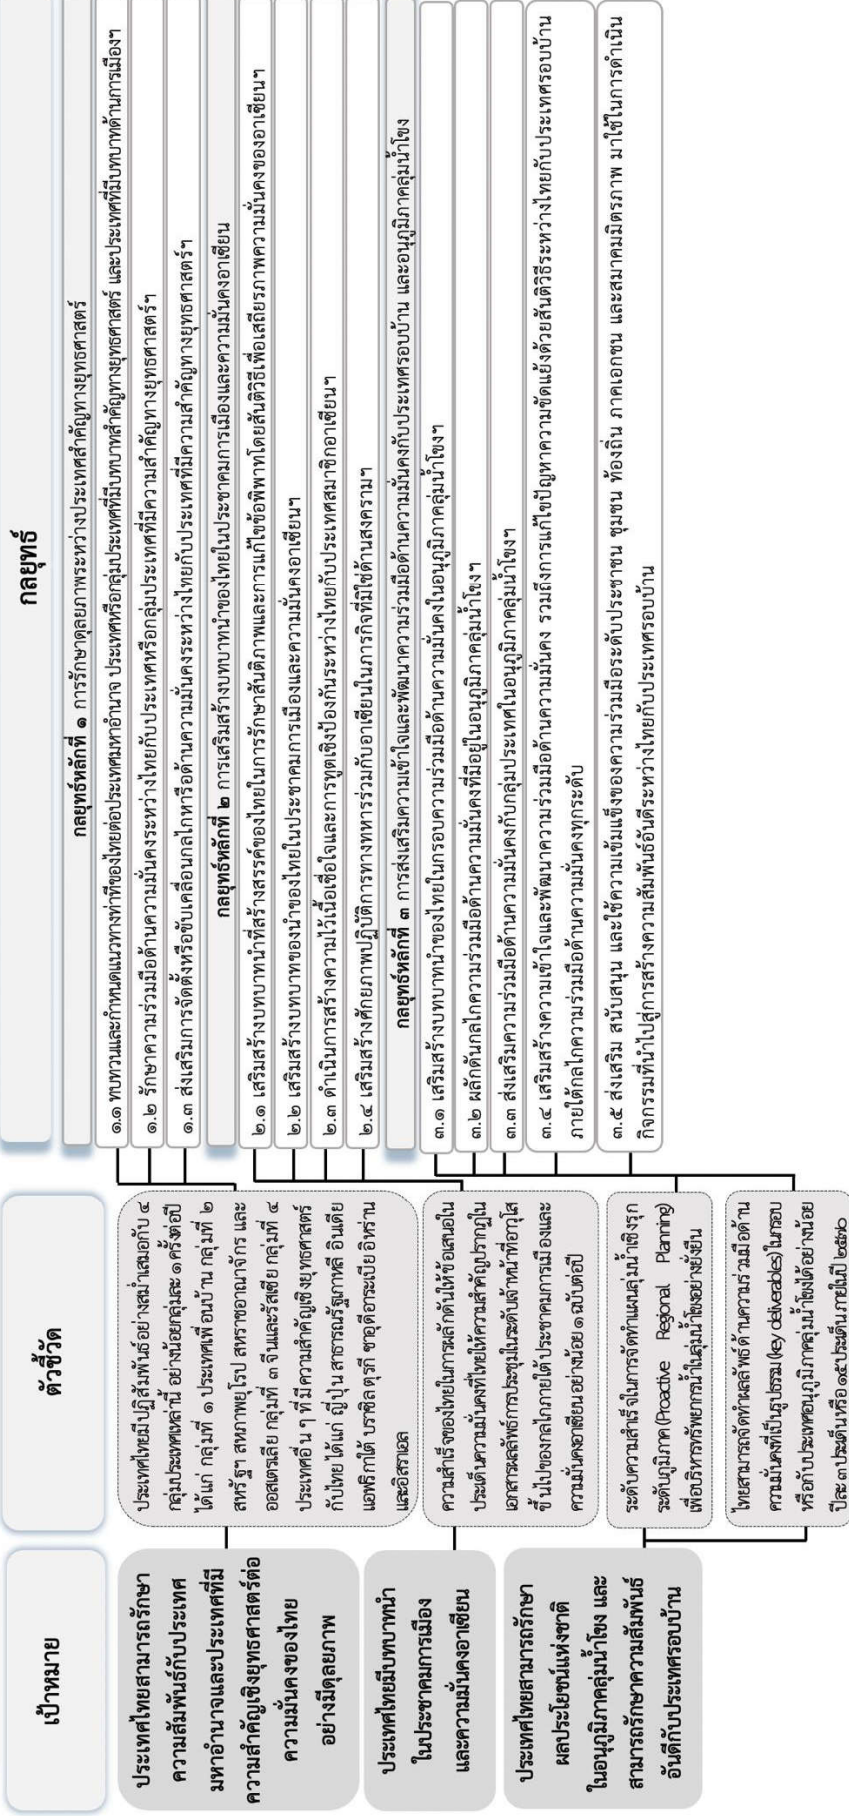 เป้าหมาย
ตัวชี้วัด
กลยุทธ์
ประเทศไทยสามารถรักษา
ความสัมพันธ์กับประเทศ
มหาอำนาจและประเทศที่มี
ความสำคัญเชิงยุทธศาสตร์ต่อ
ความมั่นคงของไทย
อย่างมีดุลยภาพ
ประเทศไทยมีบทบาทนำ
ในประชาคมการเมือง
และความมั่นคงอาเซียน
ประเทศไทยสามารถรักษา
ผลประโยชน์แห่งชาติ
ในอนุภูมิภาคลุ่มน้ำโขง และ
สามารถรักษาความสัมพันธ์
อันดีกับประเทศรอบบ้าน
ประเทศไทยมีปฏิสัมพันธ์อย่างสม่ำเสมอกับ ๔
กลุ่มประเทศเหล่านี้ อย่างน้อยกลุ่มละ ๑ ครั้งต่อปี
ได้แก่ กลุ่มที่ ๑ ประเทศเพื่อนบ้าน กลุ่มที่ ๒
สหรัฐฯ สหภาพยุโรป สหราชอาณาจักร และ
ออสเตรเลีย กลุ่มที่ ๓ จีนและรัสเซีย กลุ่มที่ ๔
ประเทศอื่น ๆ ที่มีความสำคัญเชิงยุทธศาสตร์
กับไทย ได้แก่ ญี่ปุ่น สาธารณรัฐเกาหลี อินเดีย
แอฟริกาใต้ บราซิล ตุรกี ซาอุดีอาระเบีย อิหร่าน
และอิสราเอล
ความสำเร็จของไทยในการผลักดันให้ข้อเสนอใน
ประเด็นความมั่นคงที่ไทยให้ความสำคัญปรากฏใน
เอกสารผลลัพธ์การประชุมในระดับเจ้าหน้าที่อาวุโส
ขึ้นไปของกลไกภายใต้ประชาคมการเมืองและ
ความมั่นคงอาเซียน อย่างน้อย ๑ ฉบับต่อปี
ระดับความสำเร็จในการจัดทำแผนลุ่มน้ำเชิงรุก
ระดับภูมิภาค (Proactive Regional Planning)
เพื่อบริหารทรัพยากรน้ำในลุ่มน้ำโขงอย่างยั่งยืน
ไทยสามารถจัดทำผลลัพธ์ด้านความร่วมมือด้าน
ความมั่นคงที่เป็นรูปธรรม (key deliverables) ในกรอบ
หรือกับประเทศอนุภูมิภาคลุ่มน้ำโขงได้อย่างน้อย
ปีละ ๓ ประเด็น หรือ ๑๕ ประเด็น ภายในปี ๒๕๗๐
กลยุทธ์หลักที่ ๑ การรักษาดุลยภาพระหว่างประเทศสำคัญทางยุทธศาสตร์
๑.๑ ทบทวนและกำหนดแนวทางท่าทีของไทยต่อประเทศมหาอำนาจ ประเทศหรือกลุ่มประเทศที่มีบทบาทสำคัญทางยุทธศาสตร์ และประเทศที่มีบทบาทด้านการเมืองฯ
๑.๒ รักษาความร่วมมือด้านความมั่นคงระหว่างไทยกับประเทศหรือกลุ่มประเทศที่มีความสำคัญทางยุทธศาสตร์ฯ
๑.๓ ส่งเสริมการจัดตั้งหรือขับเคลื่อนกลไกหารือด้านความมั่นคงระหว่างไทยกับประเทศที่มีความสำคัญทางยุทธศาสตร์ฯ
กลยุทธ์หลักที่ ๒ การเสริมสร้างบทบาทนำของไทยในประชาคมการเมืองและความมั่นคงอาเซียน
๒.๑ เสริมสร้างบทบาทนำที่สร้างสรรค์ของไทยในการรักษาสันติภาพและการแก้ไขข้อพิพาทโดยสันติวิธีเพื่อเสถียรภาพความมั่นคงของอาเซียนฯ
๒.๒ เสริมสร้างบทบาทของนำของไทยในประชาคมการเมืองและความมั่นคงอาเซียนฯ
๒.๓ ดำเนินการสร้างความไว้เนื้อเชื่อใจและการทูตเชิงป้องกันระหว่างไทยกับประเทศสมาชิกอาเซียนฯ
๒.๔ เสริมสร้างศักยภาพปฏิบัติการทางทหารร่วมกับอาเซียนในภารกิจที่มิใช่ด้านสงครามฯ
กลยุทธ์หลักที่ ๓ การส่งเสริมความเข้าใจและพัฒนาความร่วมมือด้านความมั่นคงกับประเทศรอบบ้าน และอนุภูมิภาคลุ่มน้ำโขง
๓.๑ เสริมสร้างบทบาทนำของไทยในกรอบความร่วมมือด้านความมั่นคงในอนุภูมิภาคลุ่มน้ำโขงฯ
๓.๒ ผลักดันกลไกความร่วมมือด้านความมั่นคงที่มีอยู่ในอนุภูมิภาคลุ่มน้ำโขงฯ
๓.๓ ส่งเสริมความร่วมมือด้านความมั่นคงกับกลุ่มประเทศในอนุภูมิภาคลุ่มน้ำโขงฯ
๓.๔ เสริมสร้างความเข้าใจและพัฒนาความร่วมมือด้านความมั่นคง รวมถึงการแก้ไขปัญหาความขัดแย้งด้วยสันติวิธีระหว่างไทยกับประเทศรอบบ้าน
ภายใต้กลไกความร่วมมือด้านความมั่นคงทุกระดับ
๓.๕ ส่งเสริม สนับสนุน และใช้ความเข้มแข็งของความร่วมมือระดับประชาชน ชุมชน ท้องถิ่น ภาคเอกชน และสมาคมมิตรภาพ มาใช้ในการดำเนิน
กิจกรรมที่นำไปสู่การสร้างความสัมพันธ์อันดีระหว่างไทยกับประเทศรอบบ้าน